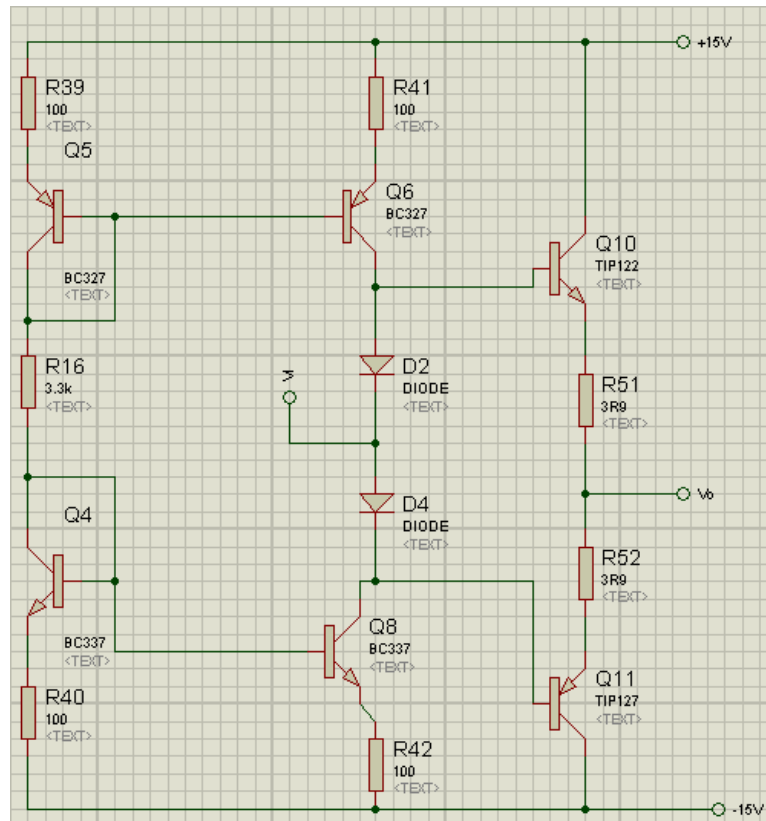 +15V
R39
100
<TEXT>
R41
100
<TEXT>
Q5
BC327
<TEXT>
Q6
BC327
<TEXT>
Q10
TIP122
<TEXT>
R16
3.3k
<TEXT>
Vi
D2
DIODE
<TEXT>
R51
3R9
<TEXT>
Vo
Q4
BC337
<TEXT>
D4
DIODE
<TEXT>
R52
3R9
<TEXT>
Q8
BC337
<TEXT>
Q11
TIP127
<TEXT>
R40
100
<TEXT>
R42
100
<TEXT>
-15V